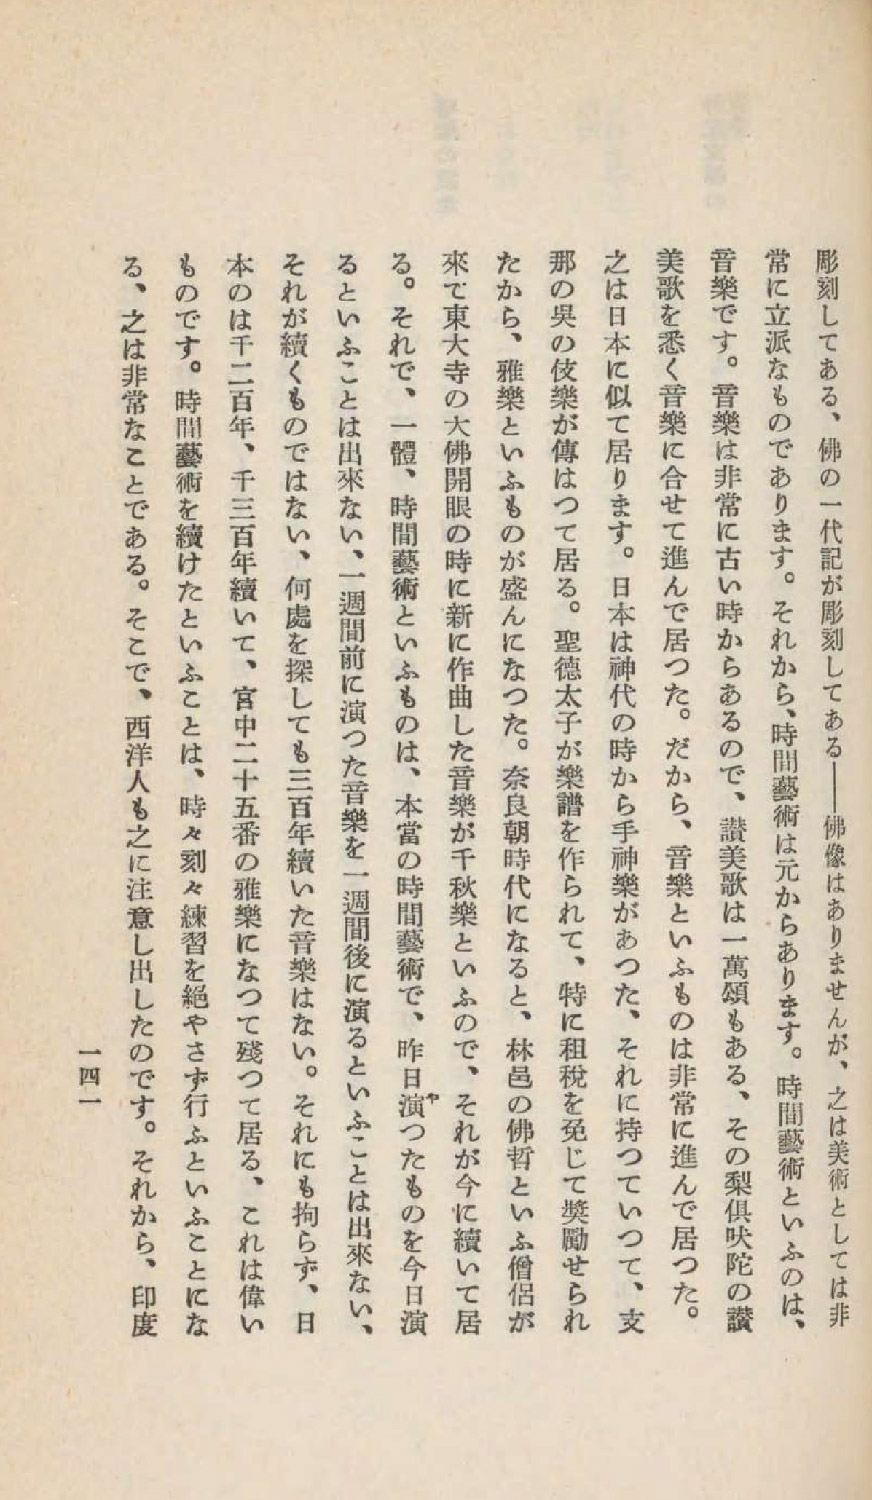 彫刻してある、佛の一代記が彫刻してある――佛像はありませんが、之は美術としては非
常に立派なものであります。それから、時間藝術は元からあります。時間藝術といふのは、
音樂です。音樂は非常に古い時からあるので、讃美歌は一萬頌もある、その梨倶吠陀の讃
美歌を悉く音樂に合せて進んで居つた。だから、音樂といふものは非常に進んで居つた。
之は日本に似て居ります。日本は神代の時から手神樂があつた、それに持つていつて、支
那の吳の伎樂が傳はつて居る。聖德太子が樂譜を作られて、特に租稅を免じて奬勵せられ
たから、雅樂といふものが盛んになつた。奈良朝時代になると、林邑の佛哲といふ僧侶が
來て東大寺の大佛開眼の時に新に作曲した音樂が千秋樂といふので、それが今に續いて居
る。それで、一體、時間藝術といふものは、本當の時間藝術で、昨日演つたものを今日演
るといふことは出來ない、一週間前に演つた音樂を一週間後に演るといふことは出來ない、
それが續くものではない、何處を探しても三百年續いた音樂はない。それにも拘らず、日
本のは千二百年、千三百年續いて、宮中二十五番の雅樂になつて殘つて居る、これは偉い
ものです。時間藝術を續けたといふことは、時々刻々練習を絕やさず行ふといふことにな
る、之は非常なことである。そこで、西洋人も之に注意し出したのです。それから、印度
一四一